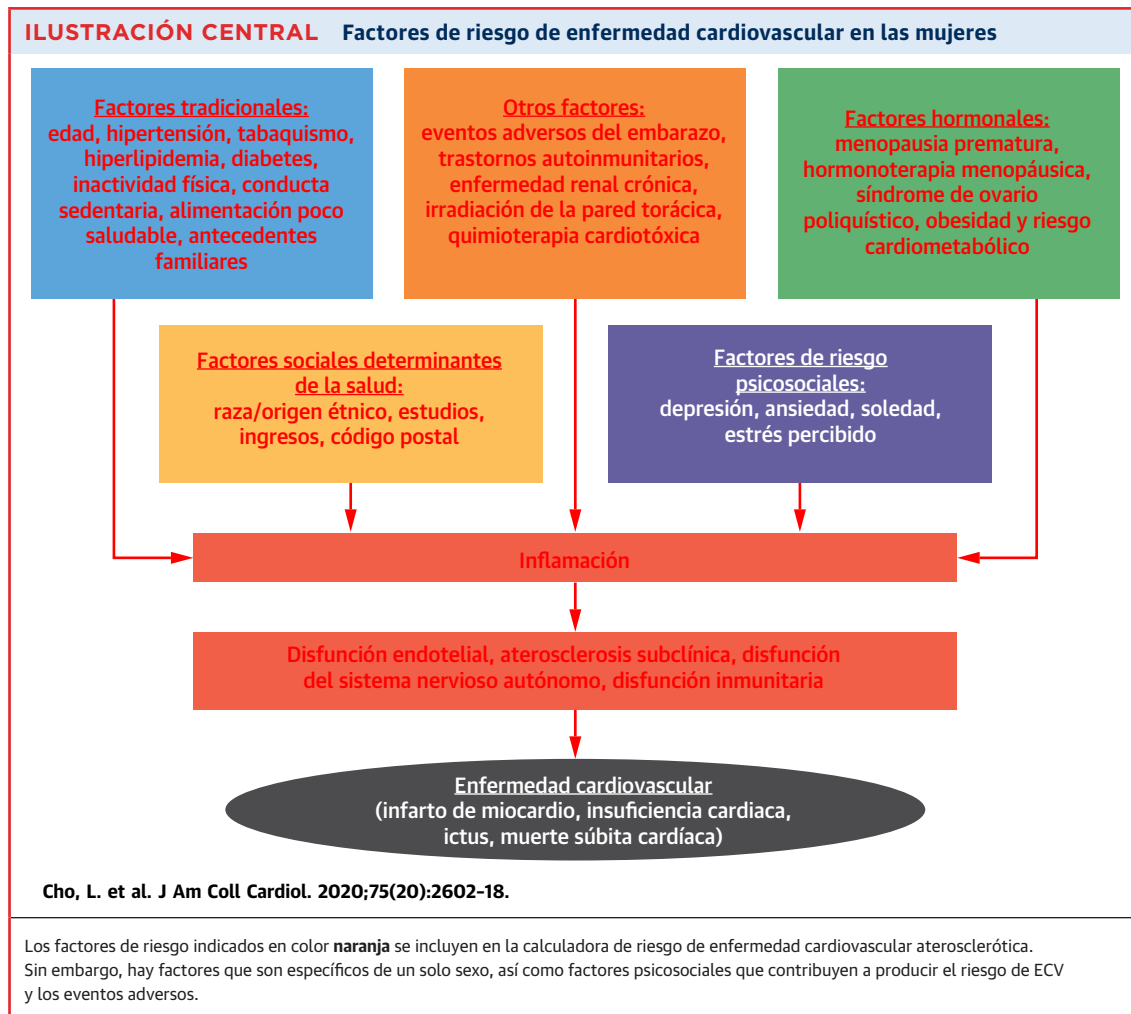 ILUSTRACIÓN CENTRAL Factores de riesgo de enfermedad cardiovascular en las mujeres
Factores tradicionales:
edad, hipertensión, tabaquismo,
hiperlipidemia, diabetes,
inactividad física, conducta
sedentaria, alimentación poco
saludable, antecedentes
familiares
Otros factores:
eventos adversos del embarazo,
trastornos autoinmunitarios,
enfermedad renal crónica,
irradiación de la pared torácica,
quimioterapia cardiotóxica
Factores hormonales:
menopausia prematura,
hormonoterapia menopáusica,
síndrome de ovario
poliquístico, obesidad y riesgo
cardiometabólico
Factores sociales determinantes
de la salud:
raza/origen étnico, estudios,
ingresos, código postal
Factores de riesgo
psicosociales:
depresión, ansiedad, soledad,
estrés percibido
Inflamación
Disfunción endotelial, aterosclerosis subclínica, disfunción
del sistema nervioso autónomo, disfunción inmunitaria
Enfermedad cardiovascular
(infarto de miocardio, insuficiencia cardiaca,
ictus, muerte súbita cardíaca)
Cho, L. et al. J Am Coll Cardiol. 2020;75(20):2602-18.
Los factores de riesgo indicados en color naranja se incluyen en la calculadora de riesgo de enfermedad cardiovascular aterosclerótica.
Sin embargo, hay factores que son específicos de un solo sexo, así como factores psicosociales que contribuyen a producir el riesgo de ECV
y los eventos adversos.